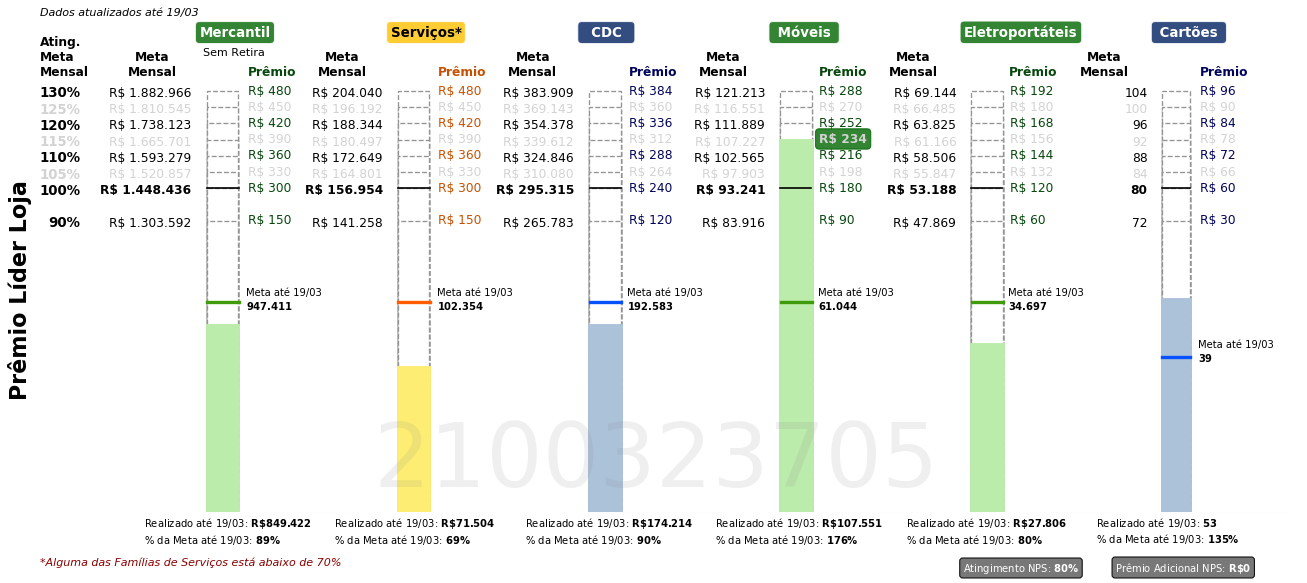 Dados atualizados até 19/03
Mercantil Serviços* CDC Móveis Eletroportáteis Cartões
Sem Retira
Ating. Meta Mensal
Meta Mensal Prêmio Meta Mensal Prêmio Meta Mensal Prêmio Meta Mensal Prêmio Meta Mensal Prêmio Meta Mensal Prêmio
130% R$ 1.882.966 R$ 480 R$ 204.040 R$ 480 R$ 383.909 R$ 384 R$ 121.213 R$ 288 R$ 69.144 R$ 192 104 R$ 96
125% R$ 1.810.545 R$ 450 R$ 196.192 R$ 450 R$ 369.143 R$ 360 R$ 116.551 R$ 270 R$ 66.485 R$ 180 100 R$ 90
120% R$ 1.738.123 R$ 420 R$ 188.344 R$ 420 R$ 354.378 R$ 336 R$ 111.889 R$ 252 R$ 63.825 R$ 168 96 R$ 84
115% R$ 1.665.701 R$ 390 R$ 180.497 R$ 390 R$ 339.612 R$ 312 R$ 107.227 R$ 234 R$ 61.166 R$ 156 92 R$ 78
110% R$ 1.593.279 R$ 360 R$ 172.649 R$ 360 R$ 324.846 R$ 288 R$ 102.565 R$ 216 R$ 58.506 R$ 144 88 R$ 72
105% R$ 1.520.857 R$ 330 R$ 164.801 R$ 330 R$ 310.080 R$ 264 R$ 97.903 R$ 198 R$ 55.847 R$ 132 84 R$ 66
100% R$ 1.448.436 R$ 300 R$ 156.954 R$ 300 R$ 295.315 R$ 240 R$ 93.241 R$ 180 R$ 53.188 R$ 120 80 R$ 60
90% R$ 1.303.592 R$ 150 R$ 141.258 R$ 150 R$ 265.783 R$ 120 R$ 83.916 R$ 90 R$ 47.869 R$ 60 72 R$ 30
Prêmio Líder Loja
Meta até 19/03 Meta até 19/03 Meta até 19/03 Meta até 19/03 Meta até 19/03
947.411 102.354 192.583 61.044 34.697
Meta até 19/03
39
2100323705
Realizado até 19/03: R$849.422 Realizado até 19/03: R$71.504 Realizado até 19/03: R$174.214 Realizado até 19/03: R$107.551 Realizado até 19/03: R$27.806 Realizado até 19/03: 53
% da Meta até 19/03: 89% % da Meta até 19/03: 69% % da Meta até 19/03: 90% % da Meta até 19/03: 176% % da Meta até 19/03: 80% % da Meta até 19/03: 135%
*Alguma das Famílias de Serviços está abaixo de 70%
Atingimento NPS: 80% Prêmio Adicional NPS: R$0